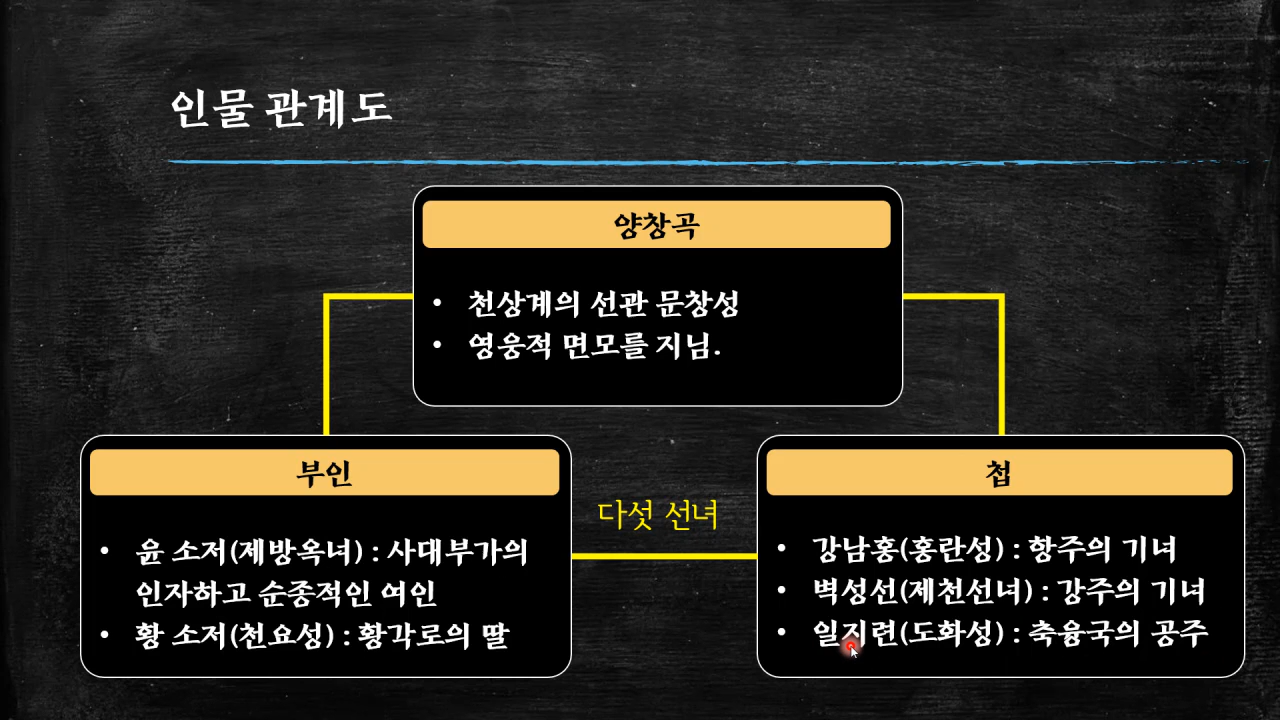 인물 관계도
양창곡
• 천상계의 선관 문창성
• 영웅적 면모를 지님.
부인
• 윤 소저(제방옥녀) : 사대부가의
인자하고 순종적인 여인
• 황 소저(천요성) : 황각로의 딸
다섯 선녀
첩
• 강남홍(홍란성) : 항주의 기녀
• 벽성선(제천선녀) : 강주의 기녀
• 일지련(도화성) : 축융국의 공주